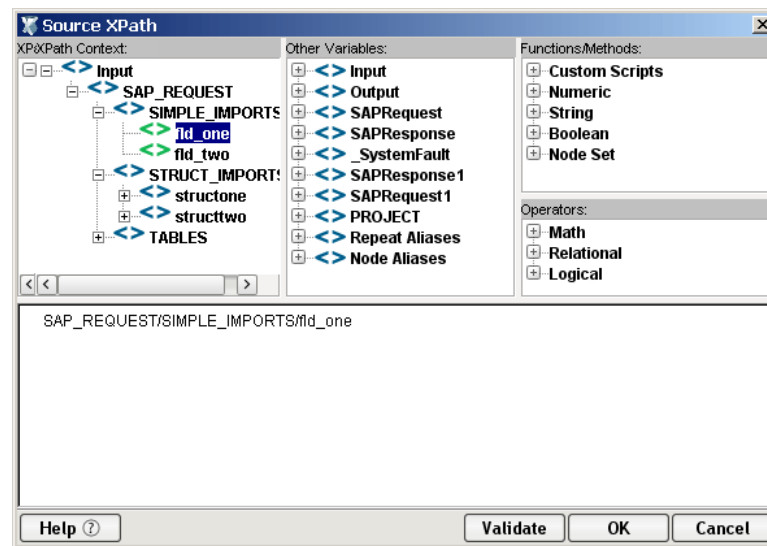 Source XPath
XPiXPath Context:
Input
SAP_REQUEST
SIMPLE_IMPORTS
fld_one
fld_two
STRUCT_IMPORTS
structone
structtwo
TABLES
Other Variables:
Input
Output
SAPRequest
SAPResponse
_SystemFault
SAPResponse1
SAPRequest1
PROJECT
Repeat Aliases
Node Aliases
Functions/Methods:
Custom Scripts
Numeric
String
Boolean
Node Set
Operators:
Math
Relational
Logical
SAP_REQUEST/SIMPLE_IMPORTS/fld_one
Help ?
Validate
OK
Cancel